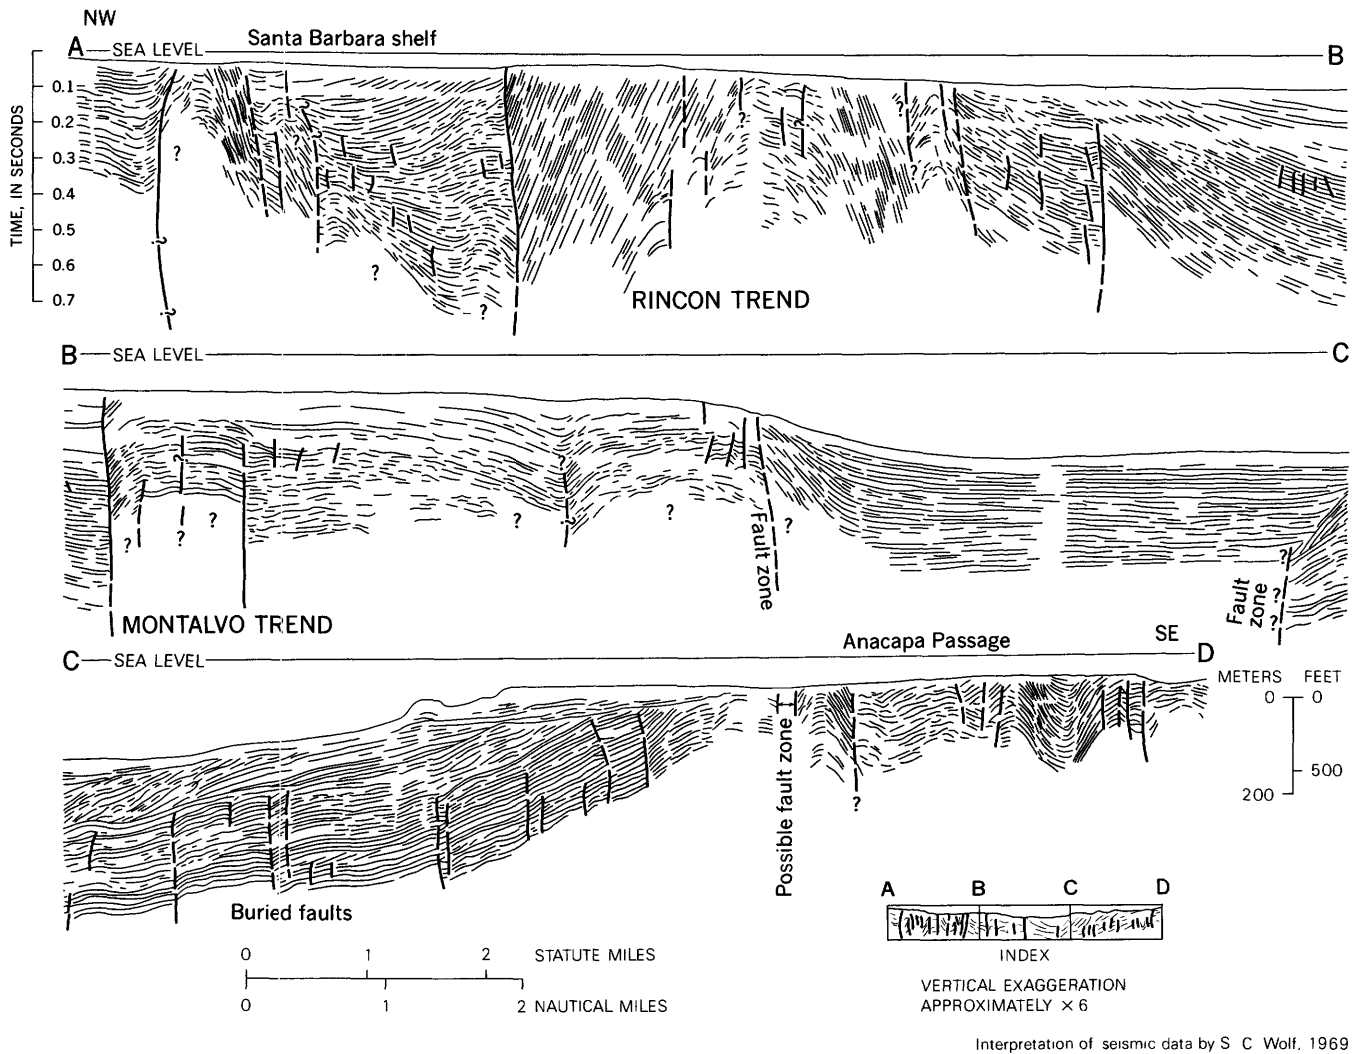 NW
A SEA LEVEL Santa Barbara shelf B
TIME, IN SECONDS
0.1
0.2
0.3
0.4
0.5
0.6
0.7
?
?
?
?
?
?
?
?
?
?
?
?
RINCON TREND
B SEA LEVEL C
?
?
?
?
?
?
?
?
?
Fault zone
?
?
?
Fault zone
MONTALVO TREND
C SEA LEVEL Anacapa Passage SE D
METERS FEET
0 0
500
200
Possible fault zone
?
Buried faults
A B C D
INDEX
0 1 2 STATUTE MILES
0 1 2 NAUTICAL MILES
VERTICAL EXAGGERATION
APPROXIMATELY × 6
Interpretation of seismic data by S C Wolf, 1969